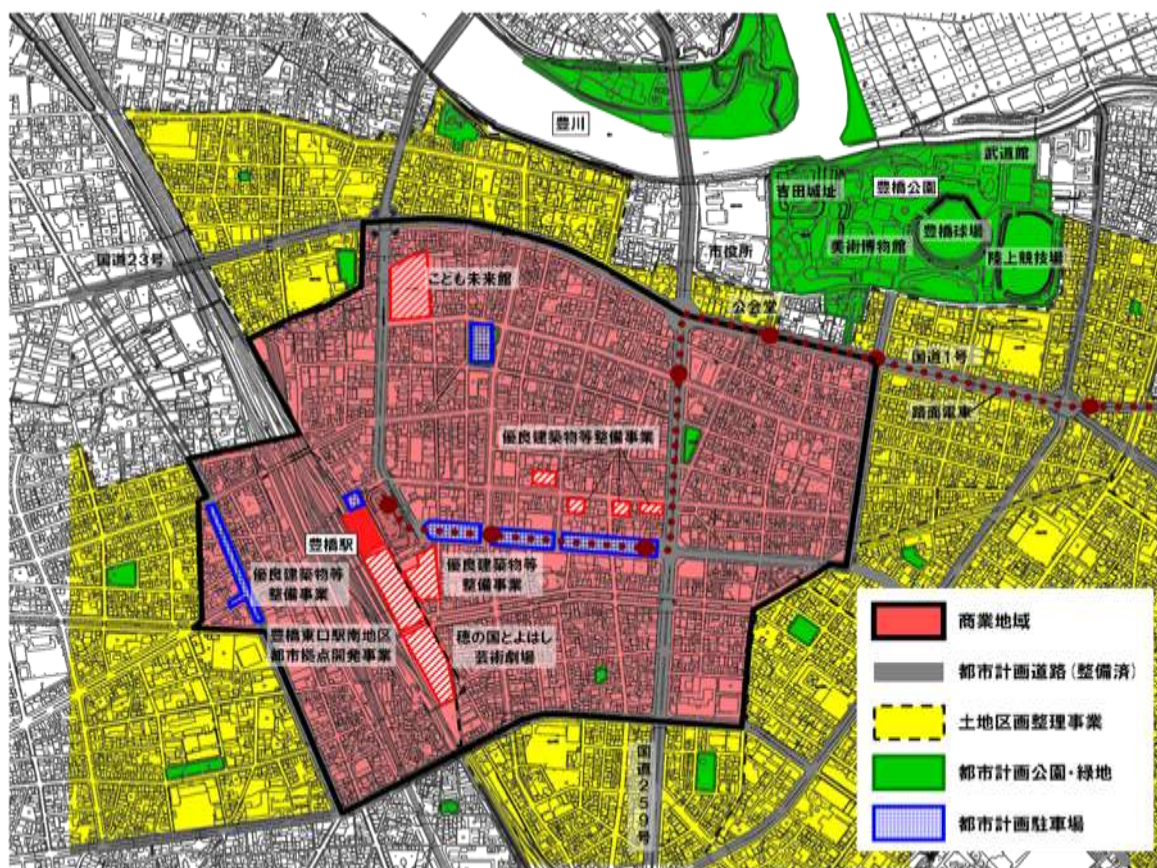 豊川
武道館
吉田城址
豊橋公園
豊橋球場
美術博物館
陸上競技場
市役所
国道23号
こども未来館
公会堂
国道1号
路面電車
優良建築物等整備事業
豊橋駅
優良建築物等
整備事業
優良建築物等
整備事業
豊橋東口駅南地区
都市拠点開発事業
穂の国とよはし
芸術劇場
国道259号
商業地域
都市計画道路(整備済)
土地区画整理事業
都市計画公園・緑地
都市計画駐車場